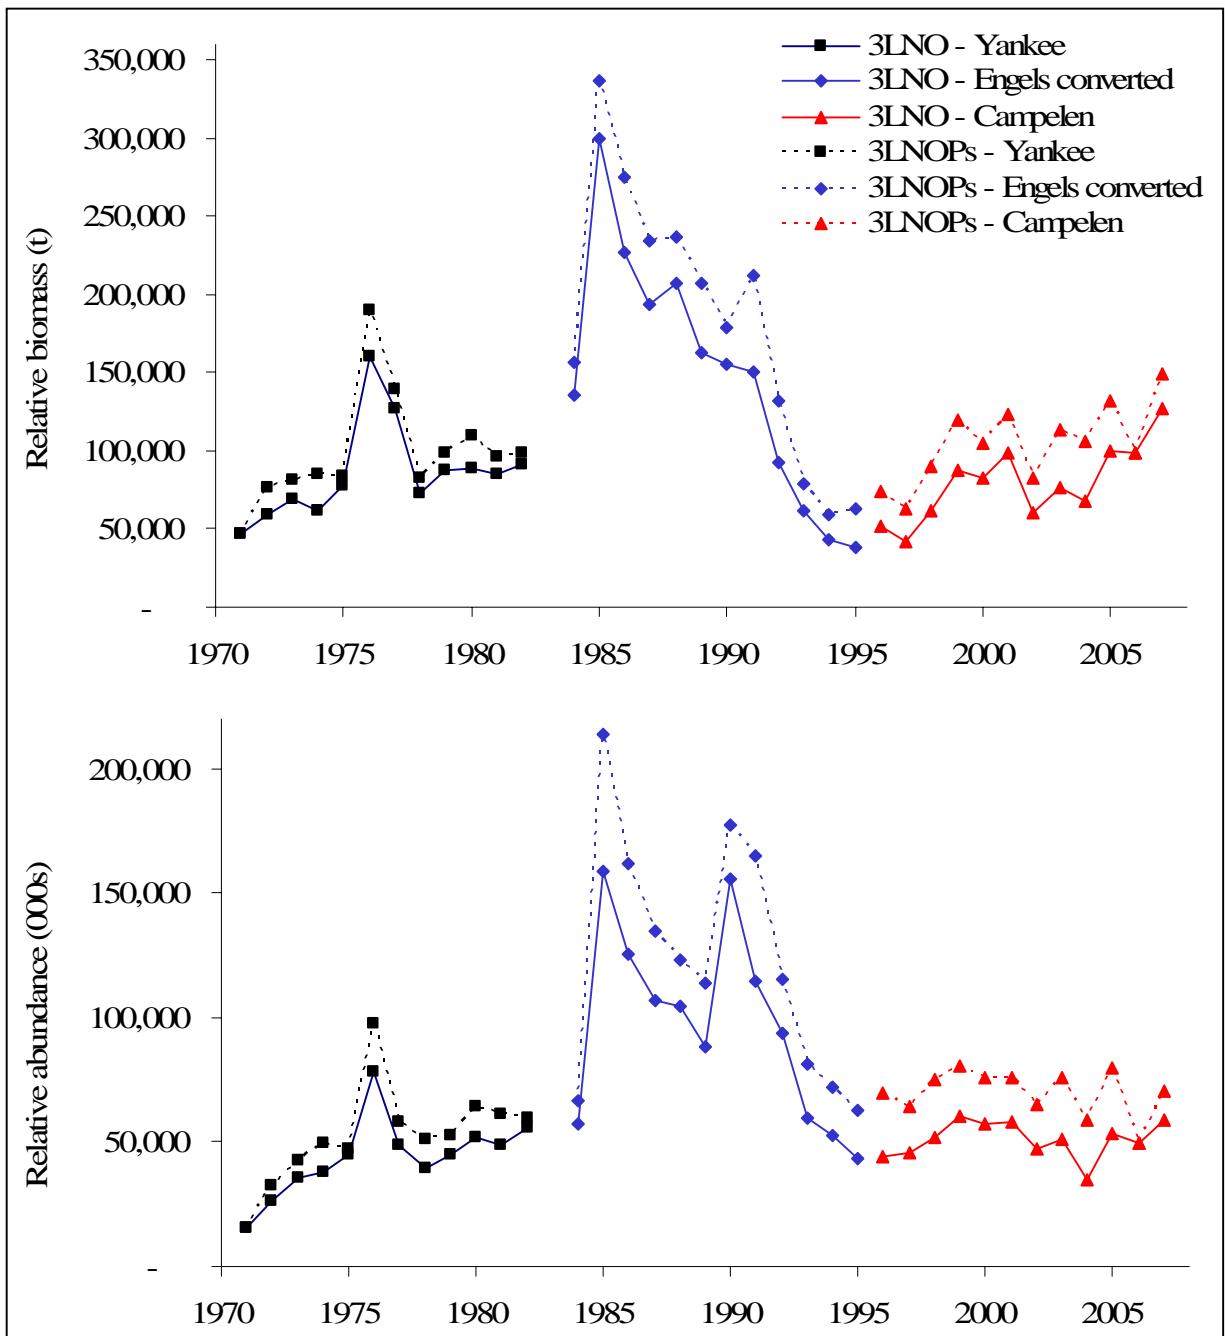 350,000
300,000
250,000
200,000
150,000
100,000
50,000
-
Relative biomass (t)
3LNO - Yankee
3LNO - Engels converted
3LNO - Campelen
3LNOPs - Yankee
3LNOPs - Engels converted
3LNOPs - Campelen
1970 1975 1980 1985 1990 1995 2000 2005
200,000
150,000
100,000
50,000
-
Relative abundance (000s)
1970 1975 1980 1985 1990 1995 2000 2005